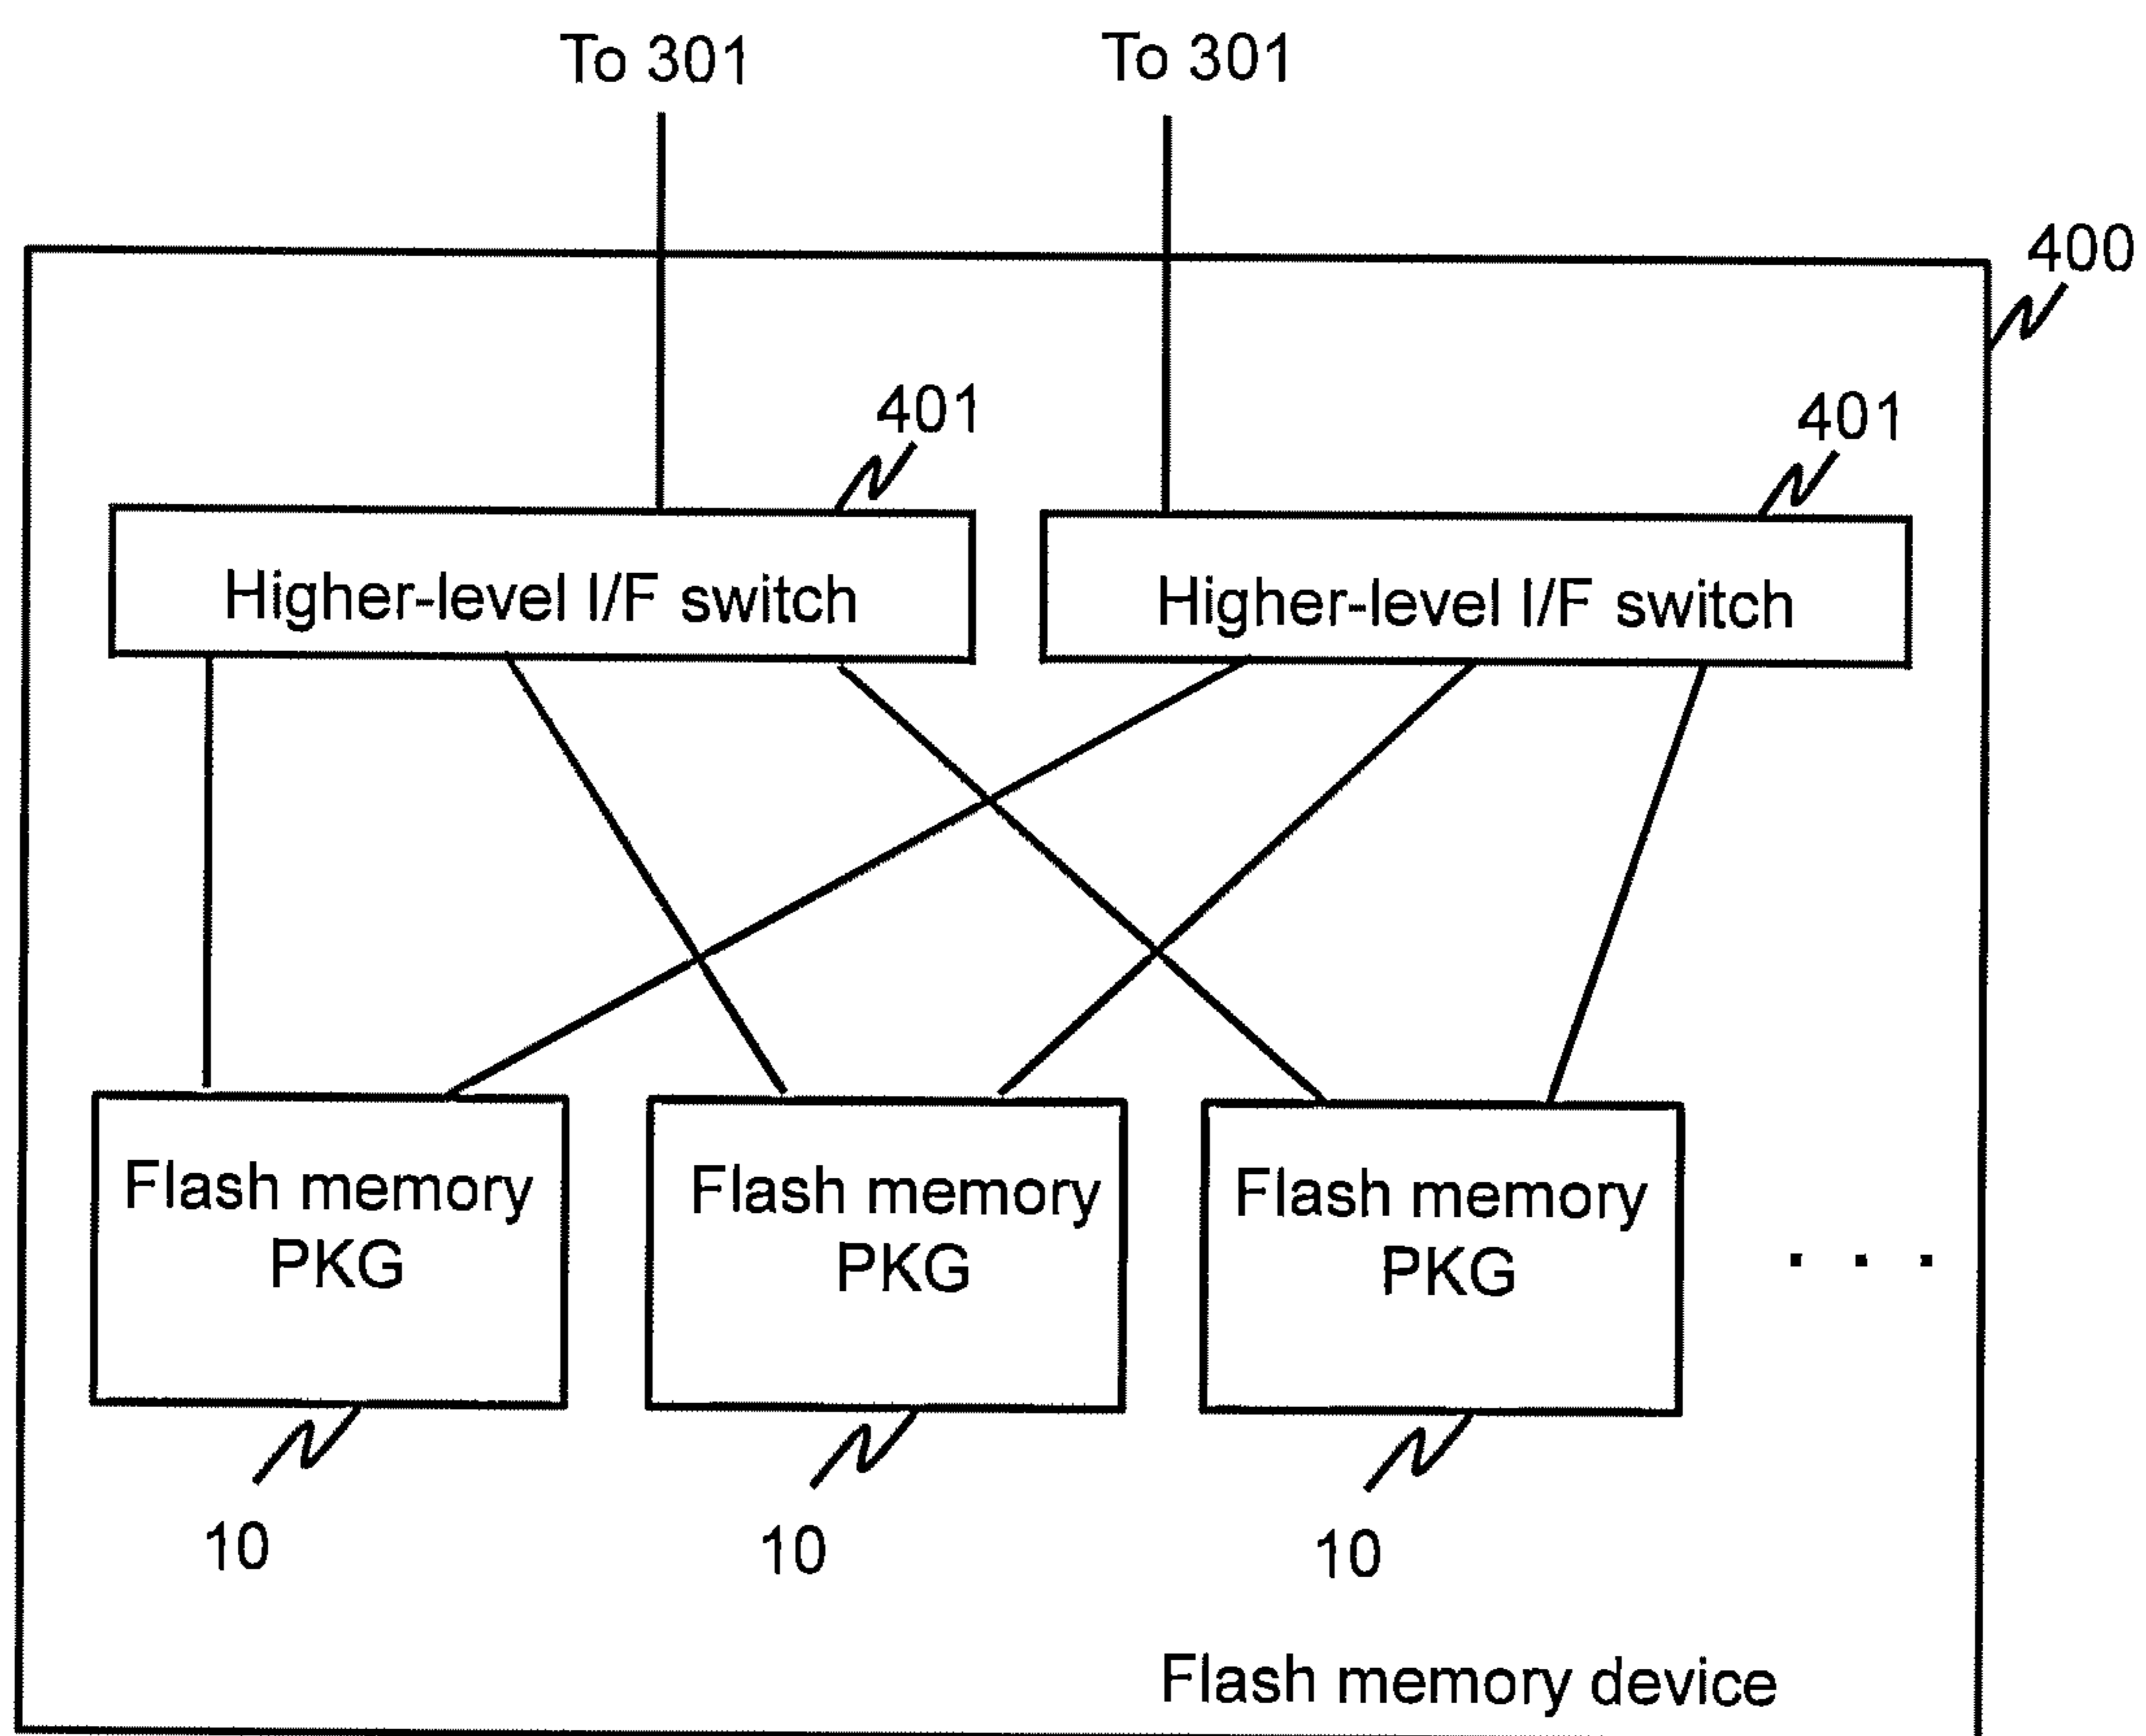 To 301
To 301
400
401
401
Higher-level I/F switch
Higher-level I/F switch
Flash memory
PKG
Flash memory
PKG
Flash memory
PKG
. . .
10
10
10
Flash memory device